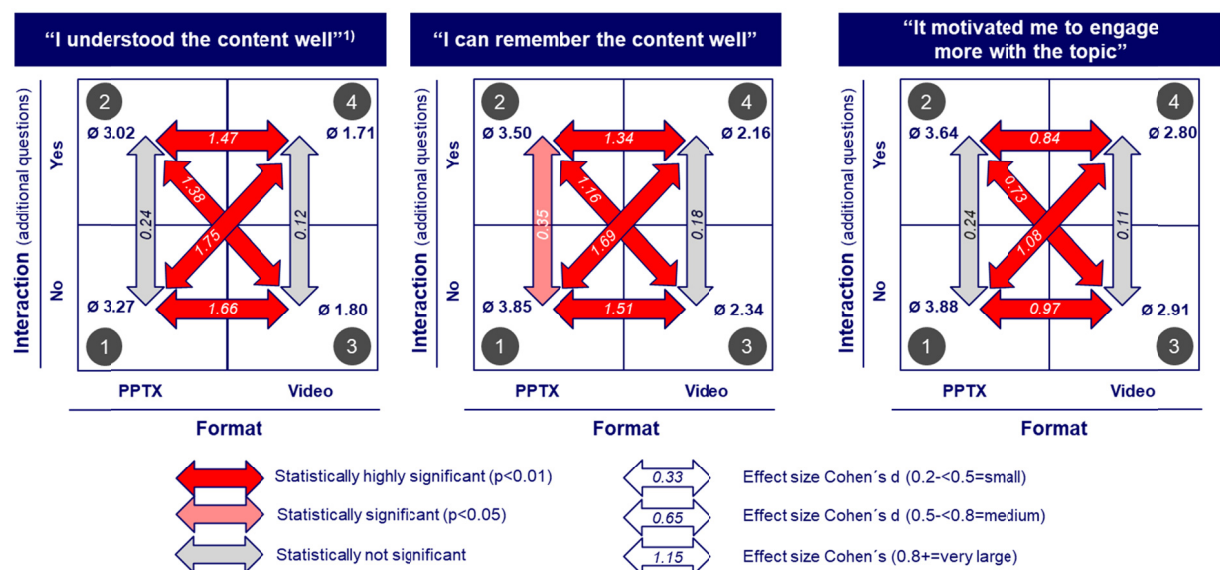 “I understood the content well”¹⁾
Interaction (additional questions)
Yes
No
2
4
Ø 3.02
Ø 1.71
1.47
1.38
0.24
1.75
0.12
Ø 3.27
Ø 1.80
1.66
1
3
PPTX
Video
Format
“I can remember the content well”
Interaction (additional questions)
Yes
No
2
4
Ø 3.50
Ø 2.16
1.34
1.16
0.35
1.69
0.18
Ø 3.85
Ø 2.34
1.51
1
3
PPTX
Video
Format
“It motivated me to engage
more with the topic”
Interaction (additional questions)
Yes
No
2
4
Ø 3.64
Ø 2.80
0.84
0.73
0.24
1.08
0.11
Ø 3.88
Ø 2.91
0.97
1
3
PPTX
Video
Format
Statistically highly significant (p<0.01)
Statistically significant (p<0.05)
Statistically not significant
0.33
Effect size Cohen´s d (0.2-<0.5=small)
0.65
Effect size Cohen´s d (0.5-<0.8=medium)
1.15
Effect size Cohen´s (0.8+=very large)